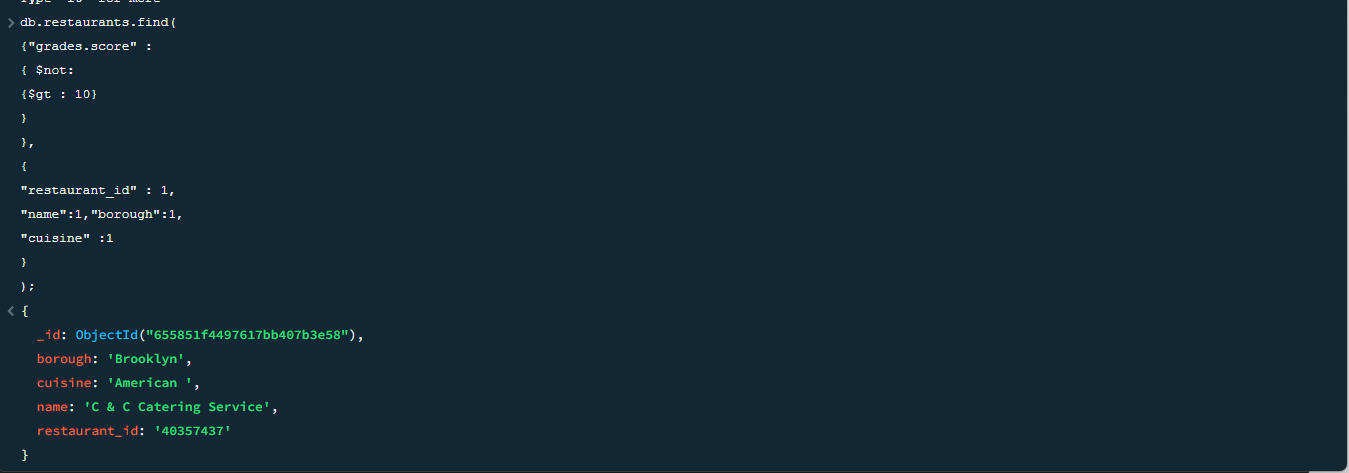 db.restaurants.find(
{"grades.score" :
{ $not:
{$gt : 10}
}
},
{
"restaurant_id" : 1,
"name":1,"borough":1,
"cuisine" :1
}
);
{
_id: ObjectId("655851f4497617bb407b3e58"),
borough: 'Brooklyn',
cuisine: 'American ',
name: 'C & C Catering Service',
restaurant_id: '40357437'
}